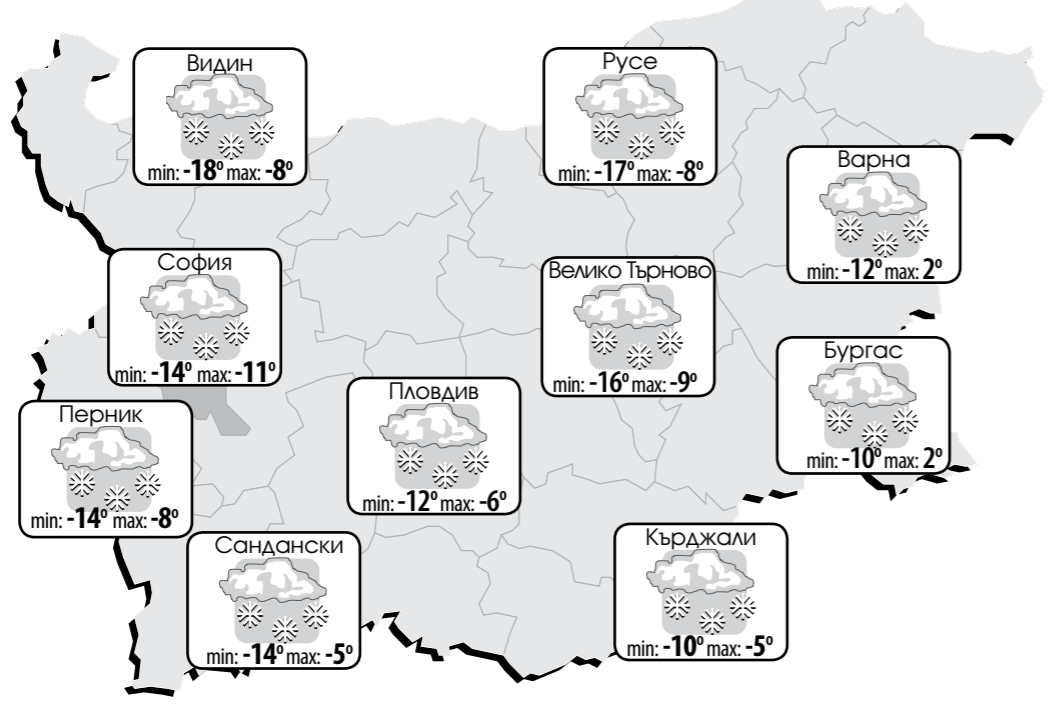 Видин
min: -18° max: -8°
Русе
min: -17° max: -8°
Варна
min: -12° max: 2°
София
min: -14° max: -11°
Велико Търново
min: -16° max: -9°
Бургас
min: -10° max: 2°
Пловдив
min: -12° max: -6°
Перник
min: -14° max: -8°
Сандански
min: -14° max: -5°
Кърджали
min: -10° max: -5°